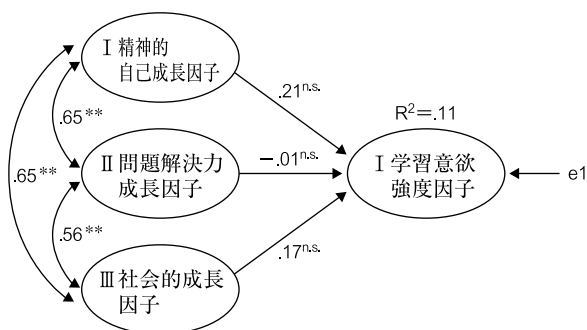 Ⅰ精神的
自己成長因子
.21n.s.
R²=.11
.65**
.65**
Ⅱ問題解決力
成長因子
−.01n.s.
Ⅰ学習意欲
強度因子
e1
.56**
.17n.s.
Ⅲ社会的成長
因子